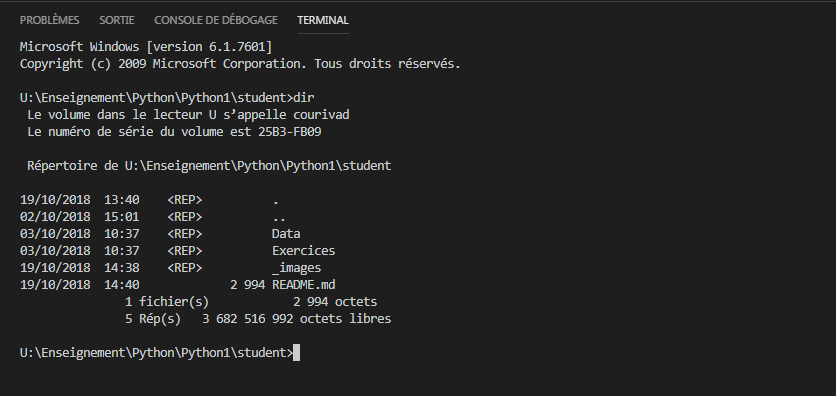 PROBLÈMES SORTIE CONSOLE DE DÉBOGAGE TERMINAL
Microsoft Windows [version 6.1.7601]
Copyright (c) 2009 Microsoft Corporation. Tous droits réservés.
U:\Enseignement\Python\Python1\student>dir
Le volume dans le lecteur U s’appelle courivad
Le numéro de série du volume est 25B3-FB09
Répertoire de U:\Enseignement\Python\Python1\student
19/10/2018  13:40    <REP>          .
02/10/2018  15:01    <REP>          ..
03/10/2018  10:37    <REP>          Data
03/10/2018  10:37    <REP>          Exercices
19/10/2018  14:38    <REP>          _images
19/10/2018  14:40             2 994 README.md
1 fichier(s)            2 994 octets
5 Rép(s)   3 682 516 992 octets libres
U:\Enseignement\Python\Python1\student>